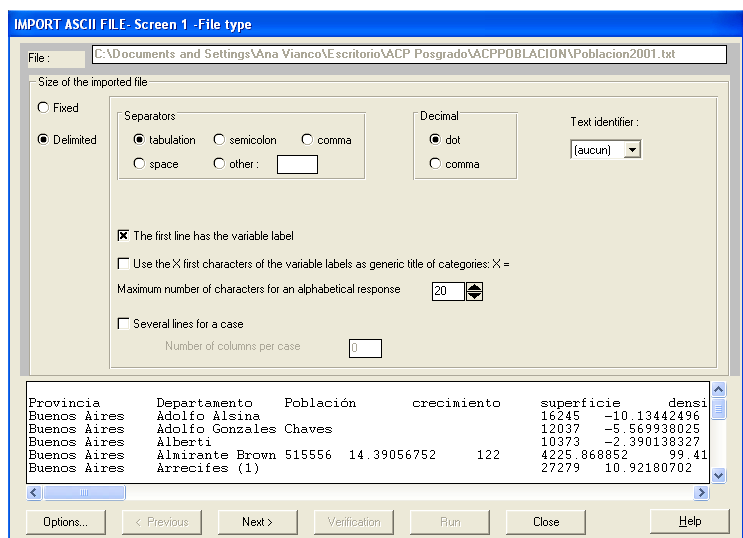 IMPORT ASCII FILE- Screen 1 -File type
File : C:\Documents and Settings\Ana Vianco\Escritorio\ACP Posgrado\ACPPOBLACION\Poblacion2001.txt
Size of the imported file
Fixed
Delimited
Separators
tabulation semicolon comma
space other :
Decimal
dot
comma
Text identifier :
(aucun)
The first line has the variable label
Use the X first characters of the variable labels as generic title of categories: X =
Maximum number of characters for an alphabetical response 20
Several lines for a case
Number of columns per case 0
Provincia Departamento Población crecimiento superficie densi
Buenos Aires Adolfo Alsina 16245 -10.13442496
Buenos Aires Adolfo Gonzales Chaves 12037 -5.569938025
Buenos Aires Alberti 10373 -2.390138327
Buenos Aires Almirante Brown 515556 14.39056752 122 4225.868852 99.41
Buenos Aires Arrecifes (1) 27279 10.92180702
Options... < Previous Next > Verification Run Close Help